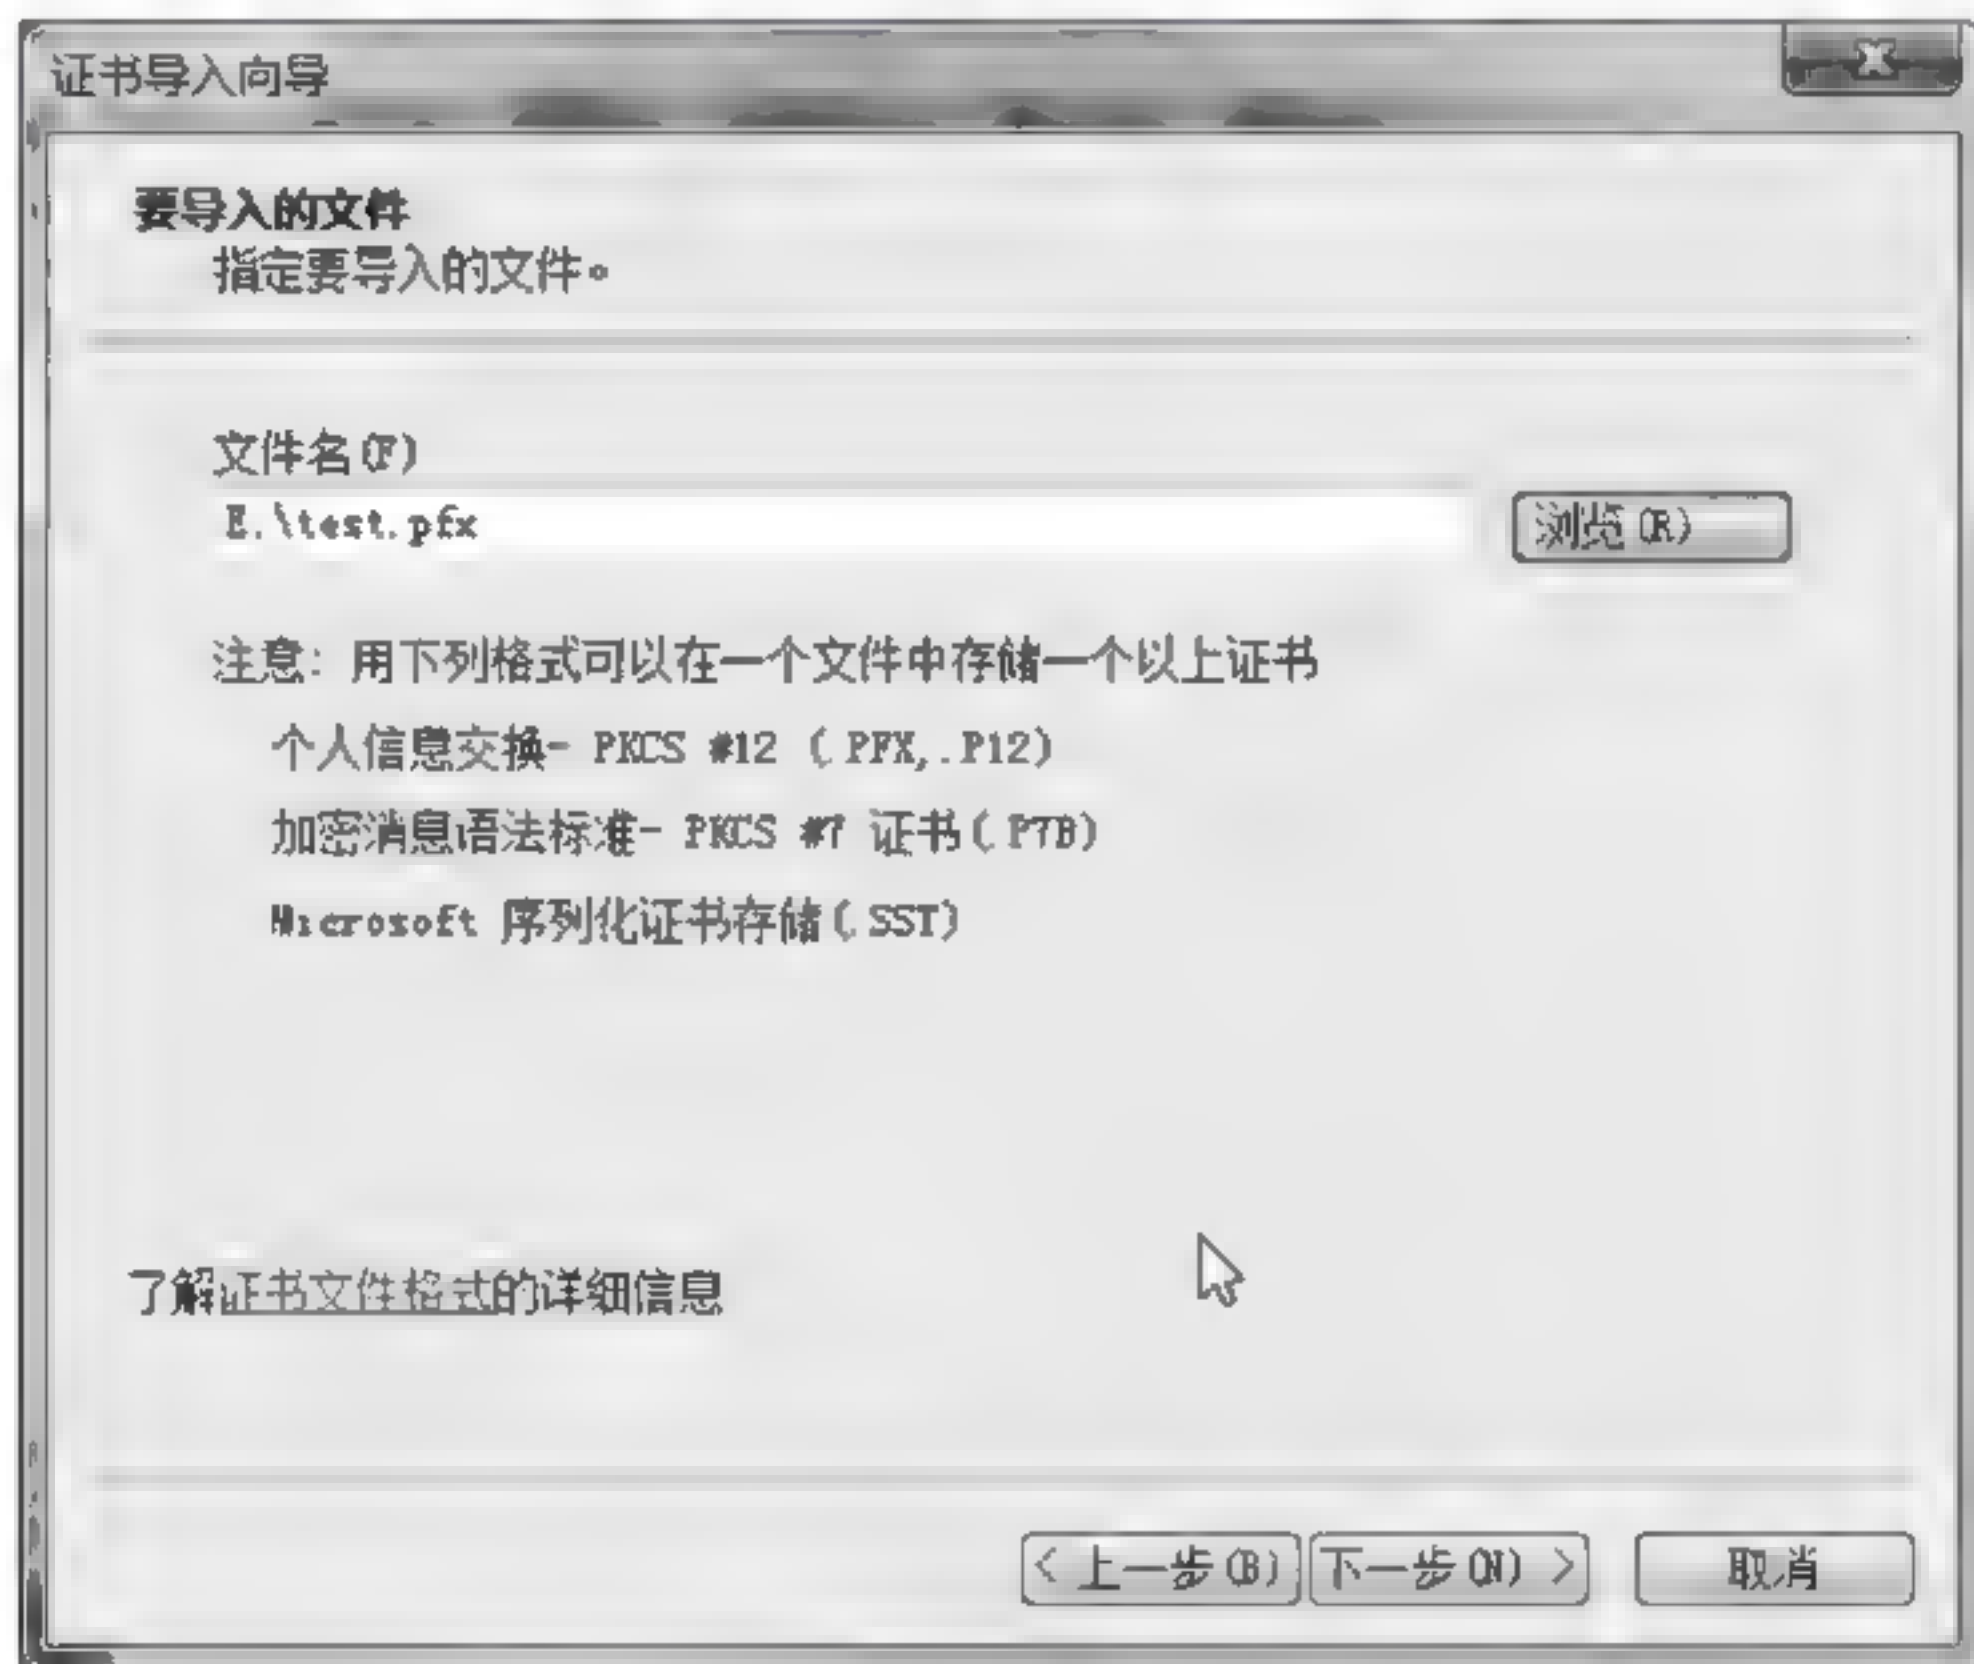 证书导入向导
要导入的文件
指定要导入的文件。
文件名(F)
E.\test.pfx
浏览(R)
注意: 用下列格式可以在一个文件中存储一个以上证书
个人信息交换- PKCS #12 (.PFX,.P12)
加密消息语法标准- PKCS #7 证书(.P7B)
Microsoft 序列化证书存储(.SST)
了解证书文件格式的详细信息
< 上一步(B)
下一步(N) >
取消